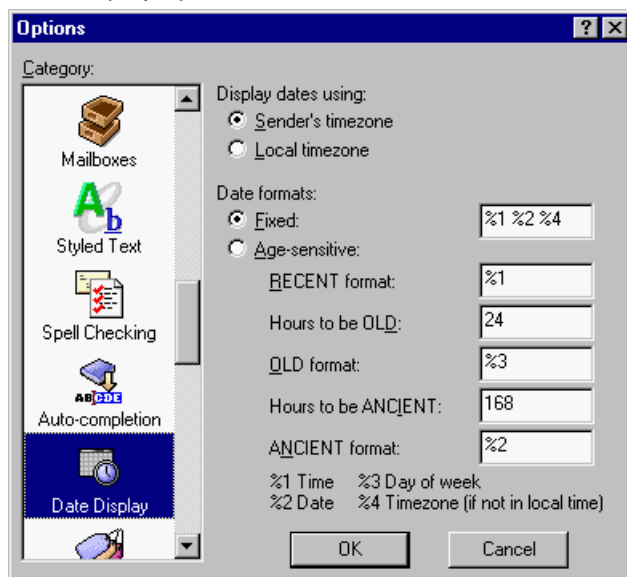 Options
Category:
Mailboxes
Styled Text
Spell Checking
ABCDE
Auto-completion
Date Display
Display dates using:
Sender's timezone
Local timezone
Date formats:
Fixed: %1 %2 %4
Age-sensitive:
RECENT format: %1
Hours to be OLD: 24
OLD format: %3
Hours to be ANCIENT: 168
ANCIENT format: %2
%1 Time %3 Day of week
%2 Date %4 Timezone (if not in local time)
OK Cancel